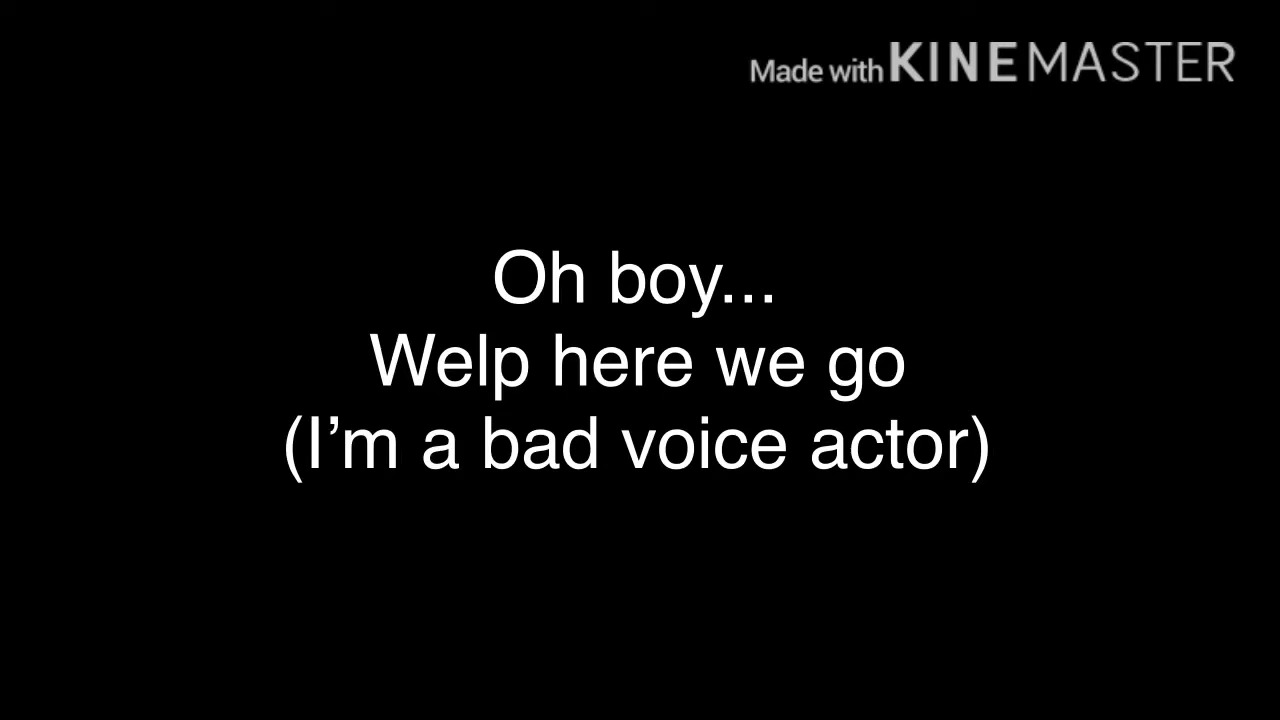 Made with KINEMASTER
Oh boy...
Welp here we go
(I’m a bad voice actor)